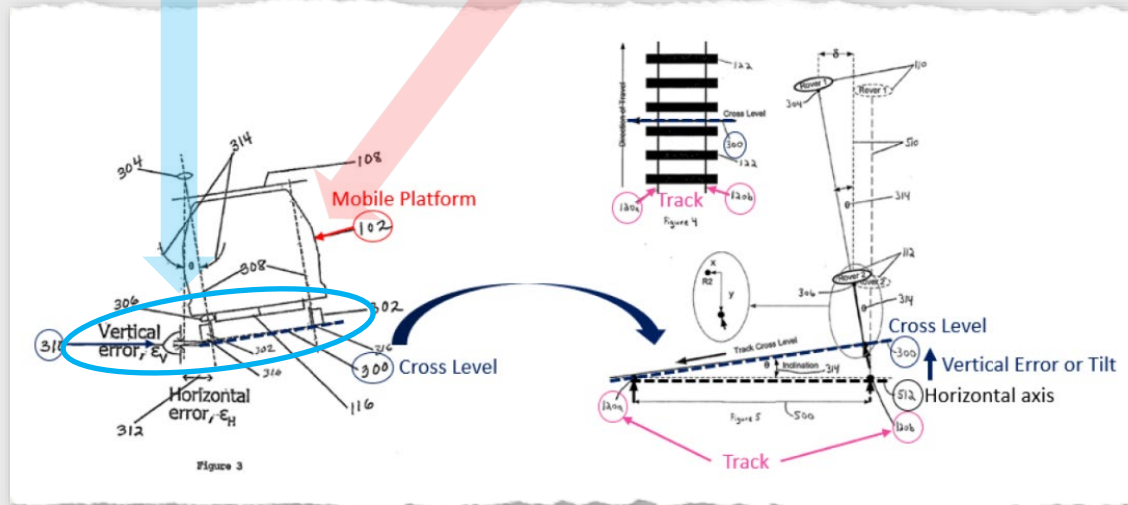 304
314
108
Mobile Platform
102
308
306
302
310
Vertical
error, εV
302
316
216
300
Cross Level
Horizontal
error, εH
116
312
Figure 3
Direction of Travel
122
Cross Level
300
122
120a
Track
120b
Figure 4
δ
110
Rover 1
Rover 1
304
510
314
θ
X
R2
y
112
Rover 2
306
314
θ
Cross Level
300
Track Cross Level
θ
Inclination
314
Vertical Error or Tilt
512
Horizontal axis
120a
Figure 5
500
120b
Track